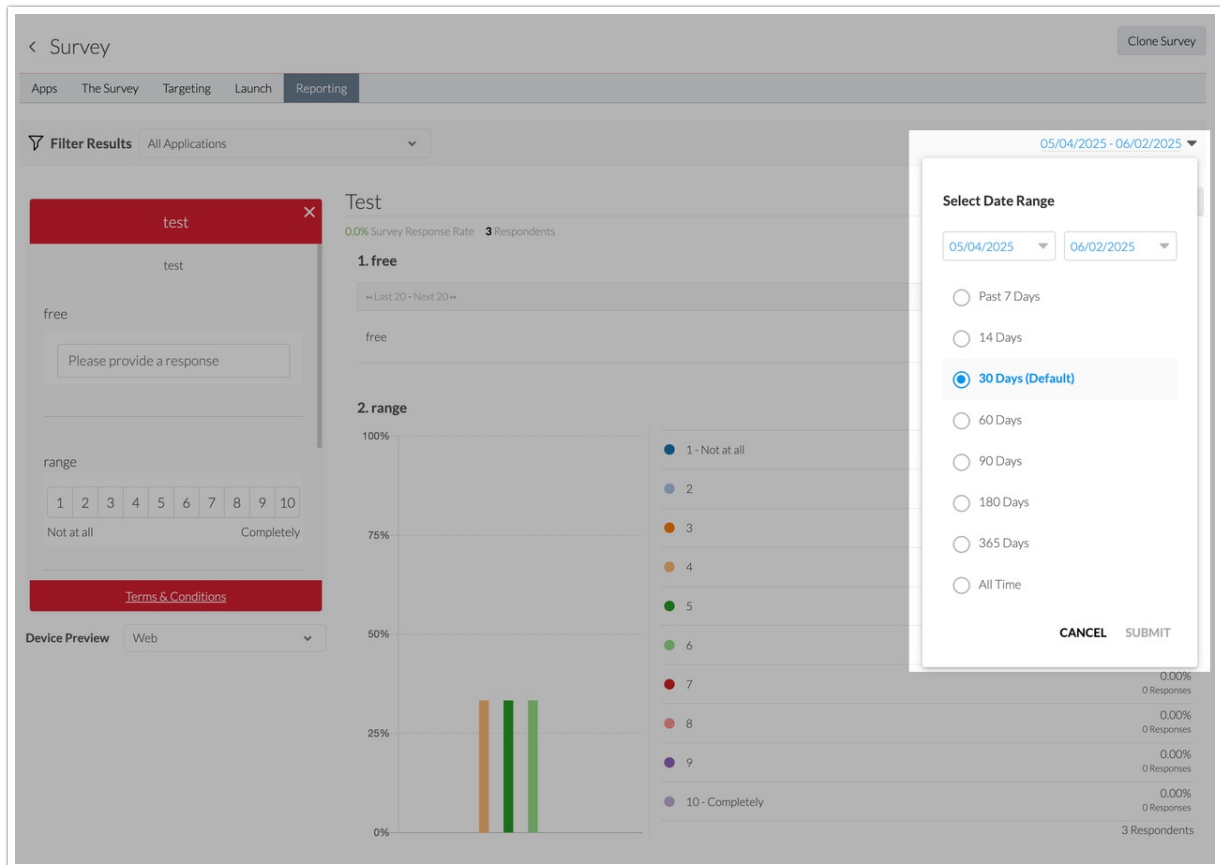 Survey
Clone Survey
Apps The Survey Targeting Launch Reporting
Filter Results All Applications
05/04/2025 - 06/02/2025
test
test
free
Please provide a response
range
1 2 3 4 5 6 7 8 9 10
Not at all Completely
Terms & Conditions
Device Preview Web
Test
0.0% Survey Response Rate 3 Respondents
1. free
Last 20 - Next 20
free
2. range
100%
75%
50%
25%
0%
1 - Not at all
2
3
4
5
6
7
0.00%
0 Responses
8
0.00%
0 Responses
9
0.00%
0 Responses
10 - Completely
0.00%
0 Responses
3 Respondents
Select Date Range
05/04/2025 06/02/2025
Past 7 Days
14 Days
30 Days (Default)
60 Days
90 Days
180 Days
365 Days
All Time
CANCEL SUBMIT